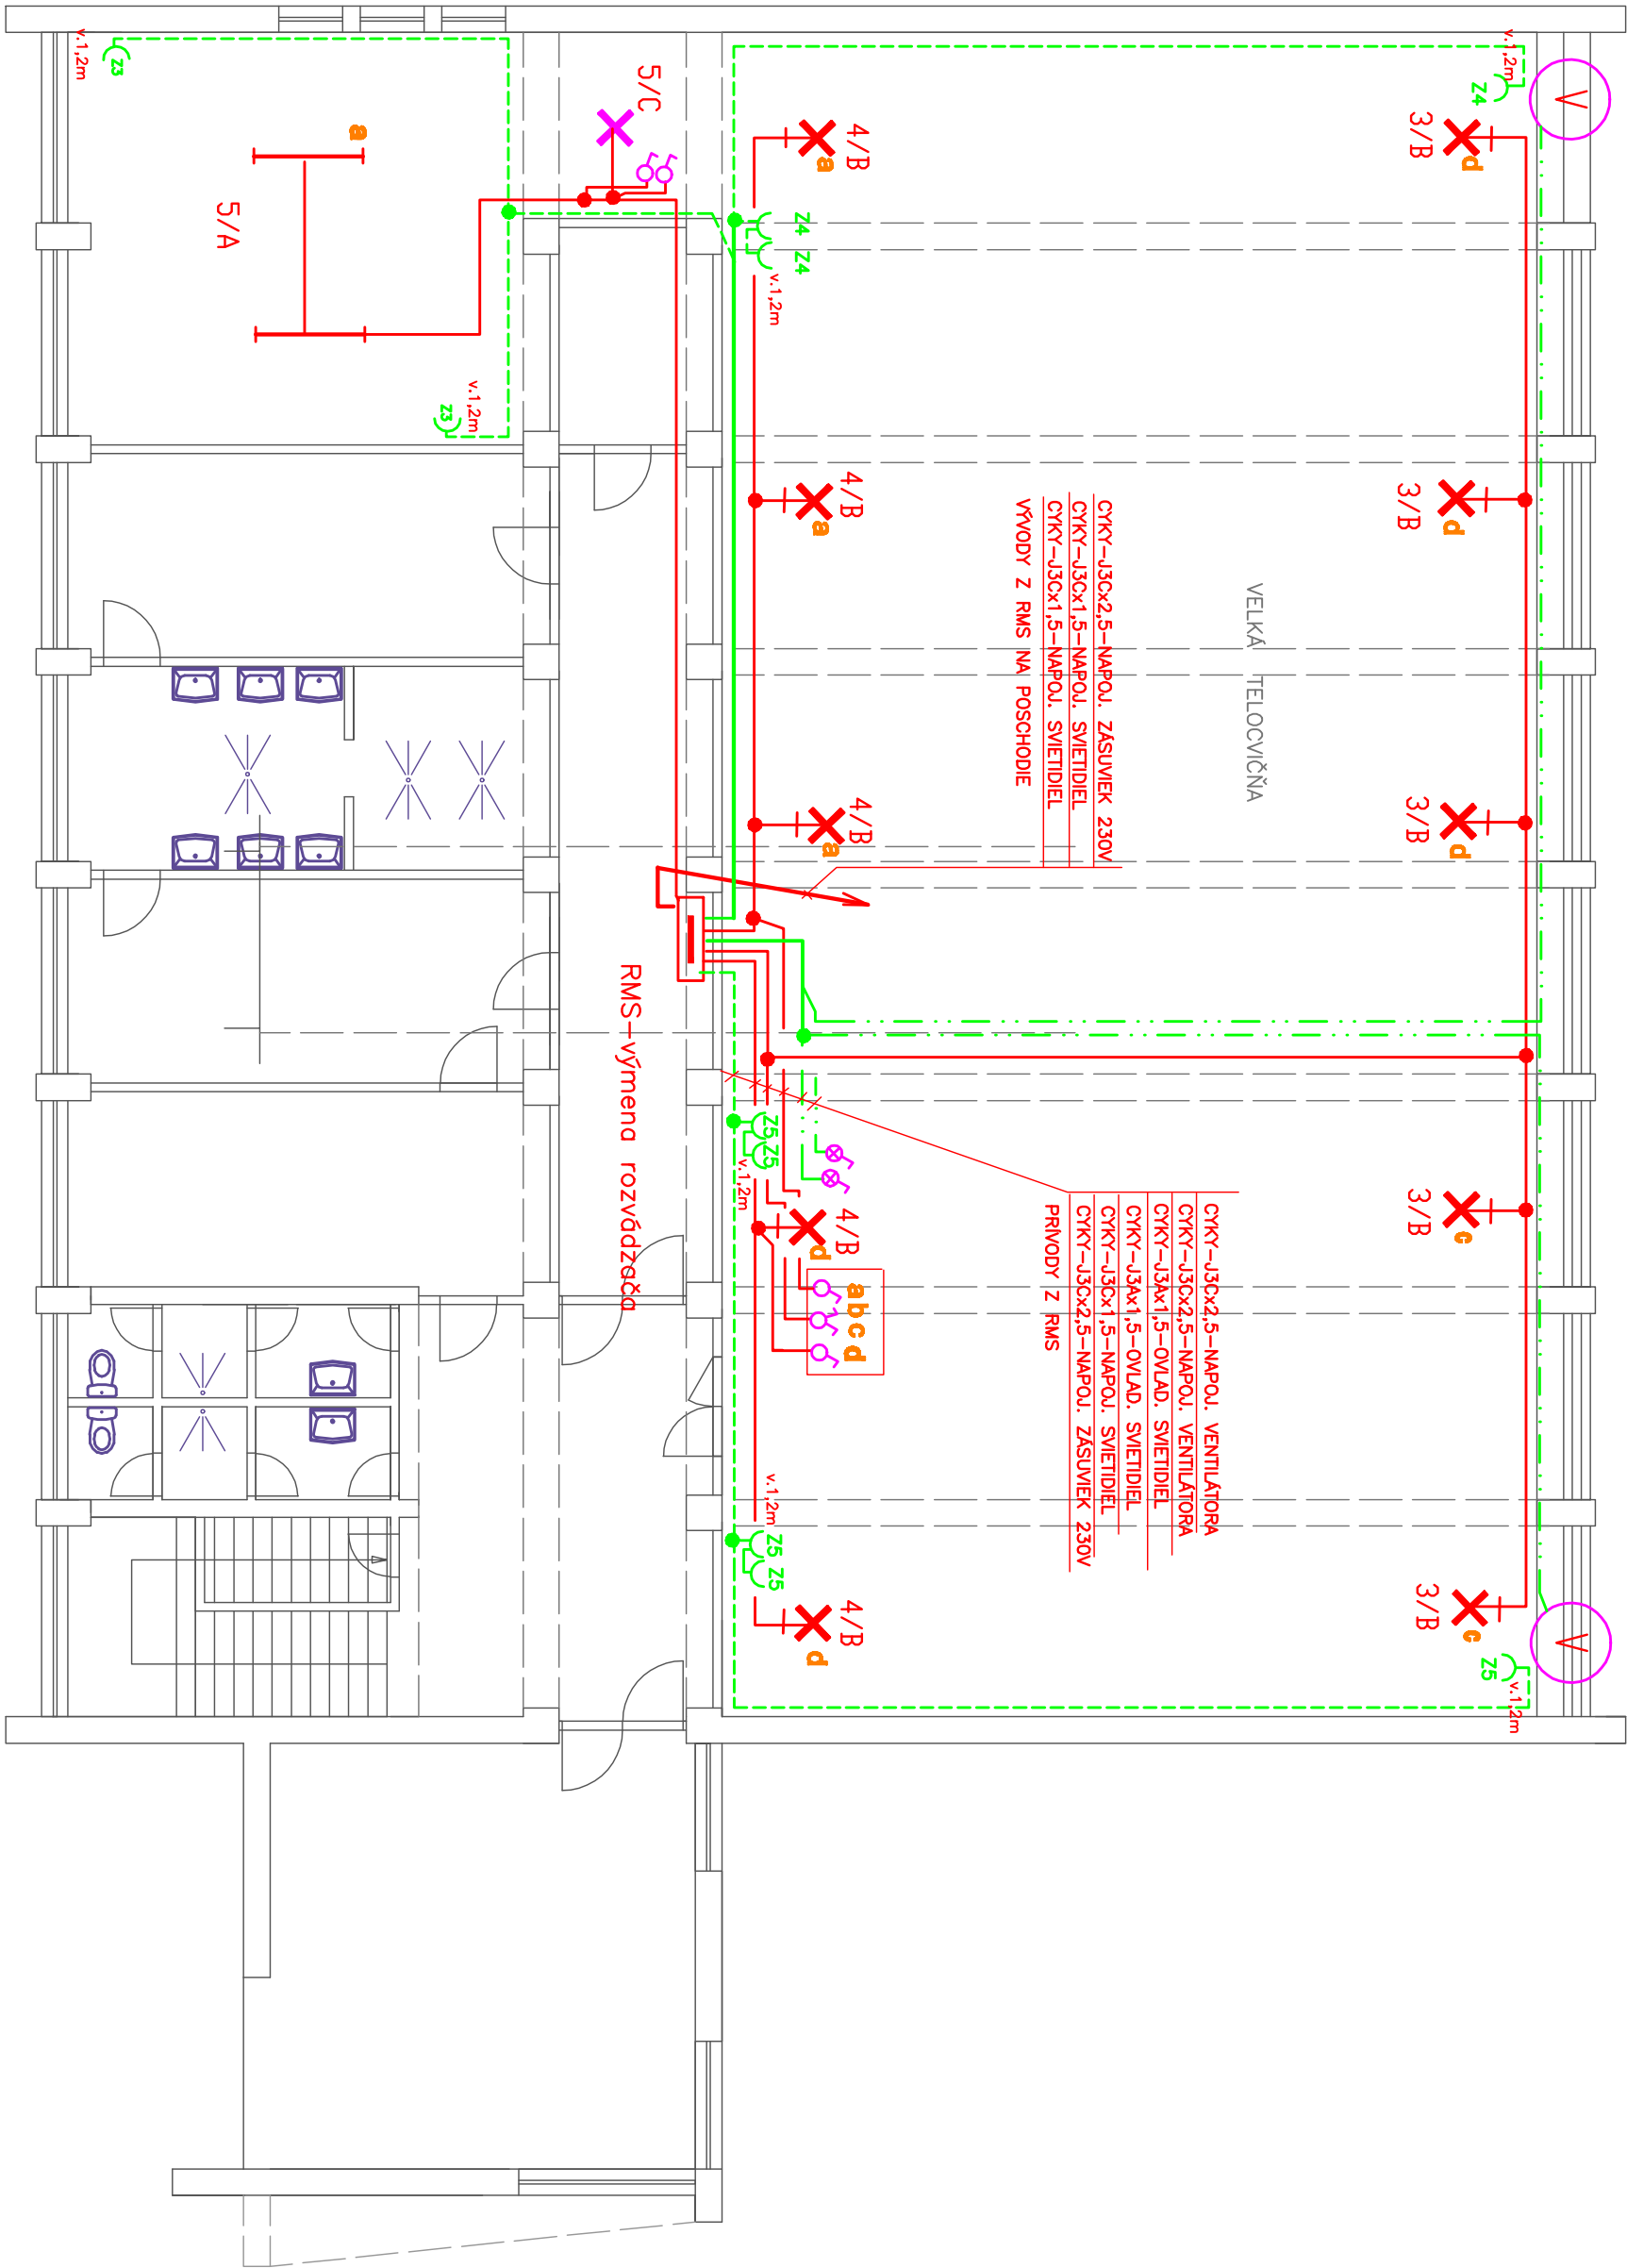 V
V
v.1,2m
v.1,2m
Z4
Z5
3/B
d
3/B
d
3/B
d
3/B
c
3/B
c
VELKÁ TELOCVIČŇA
CYKY-J3Cx2,5-NAPOJ. VENTILÁTORA
CYKY-J3Cx2,5-NAPOJ. VENTILÁTORA
CYKY-J3Ax1,5-OVLAD. SVIETIDIEL
CYKY-J3Ax1,5-OVLAD. SVIETIDIEL
CYKY-J3Cx1,5-NAPOJ. SVIETIDIEL
CYKY-J3Cx2,5-NAPOJ. ZÁSUVIEK 230V
PRÍVODY Z RMS
CYKY-J3Cx2,5-NAPOJ. ZÁSUVIEK 230V
CYKY-J3Cx1,5-NAPOJ. SVIETIDIEL
CYKY-J3Cx1,5-NAPOJ. SVIETIDIEL
VÝVODY Z RMS NA POSCHODIE
4/B
a
4/B
a
4/B
a
4/B
d
a b c d
4/B
d
Z4 Z4
v.1,2m
Z5 Z5
v.1,2m
v.1,2m
Z5 Z5
5/C
RMS-výmena rozvádzača
v.1,2m
Z3
a
5/A
Z3
v.1,2m